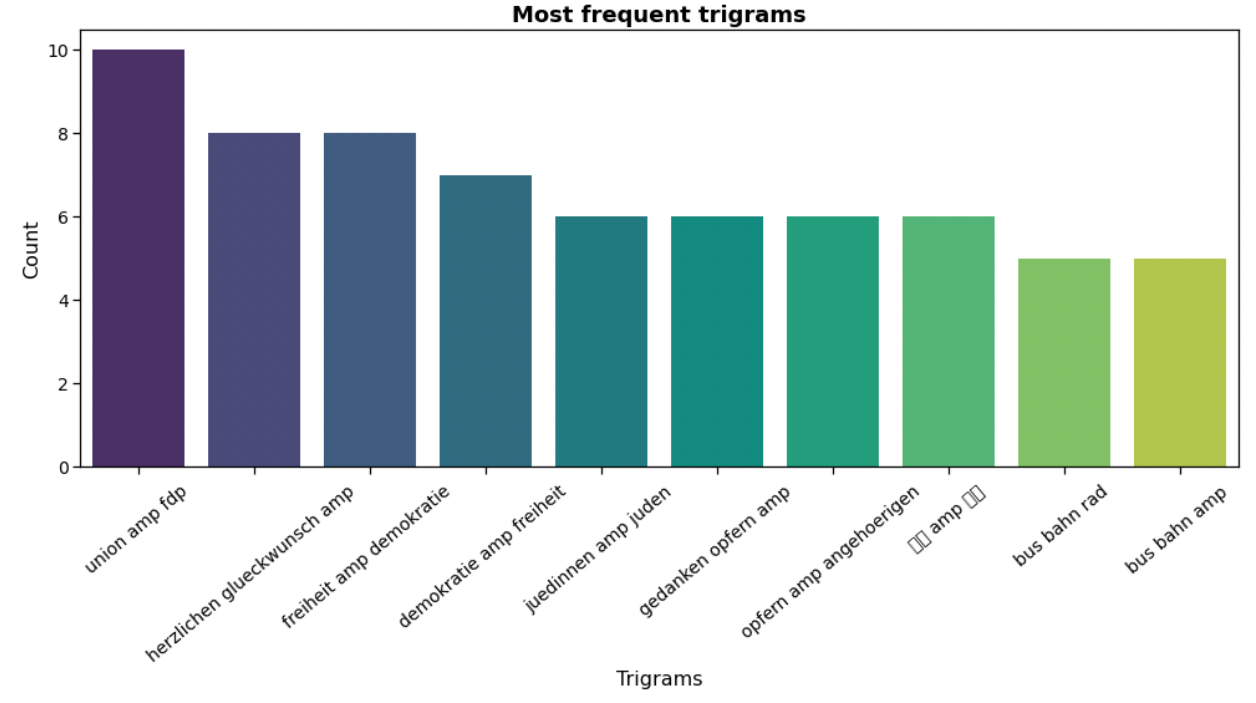 Most frequent trigrams
10
8
6
4
2
0
Count
union amp fdp
herzlichen glueckwunsch amp
freiheit amp demokratie
demokratie amp freiheit
juedinnen amp juden
gedanken opfern amp
opfern amp angehoerigen
amp
bus bahn rad
bus bahn amp
Trigrams